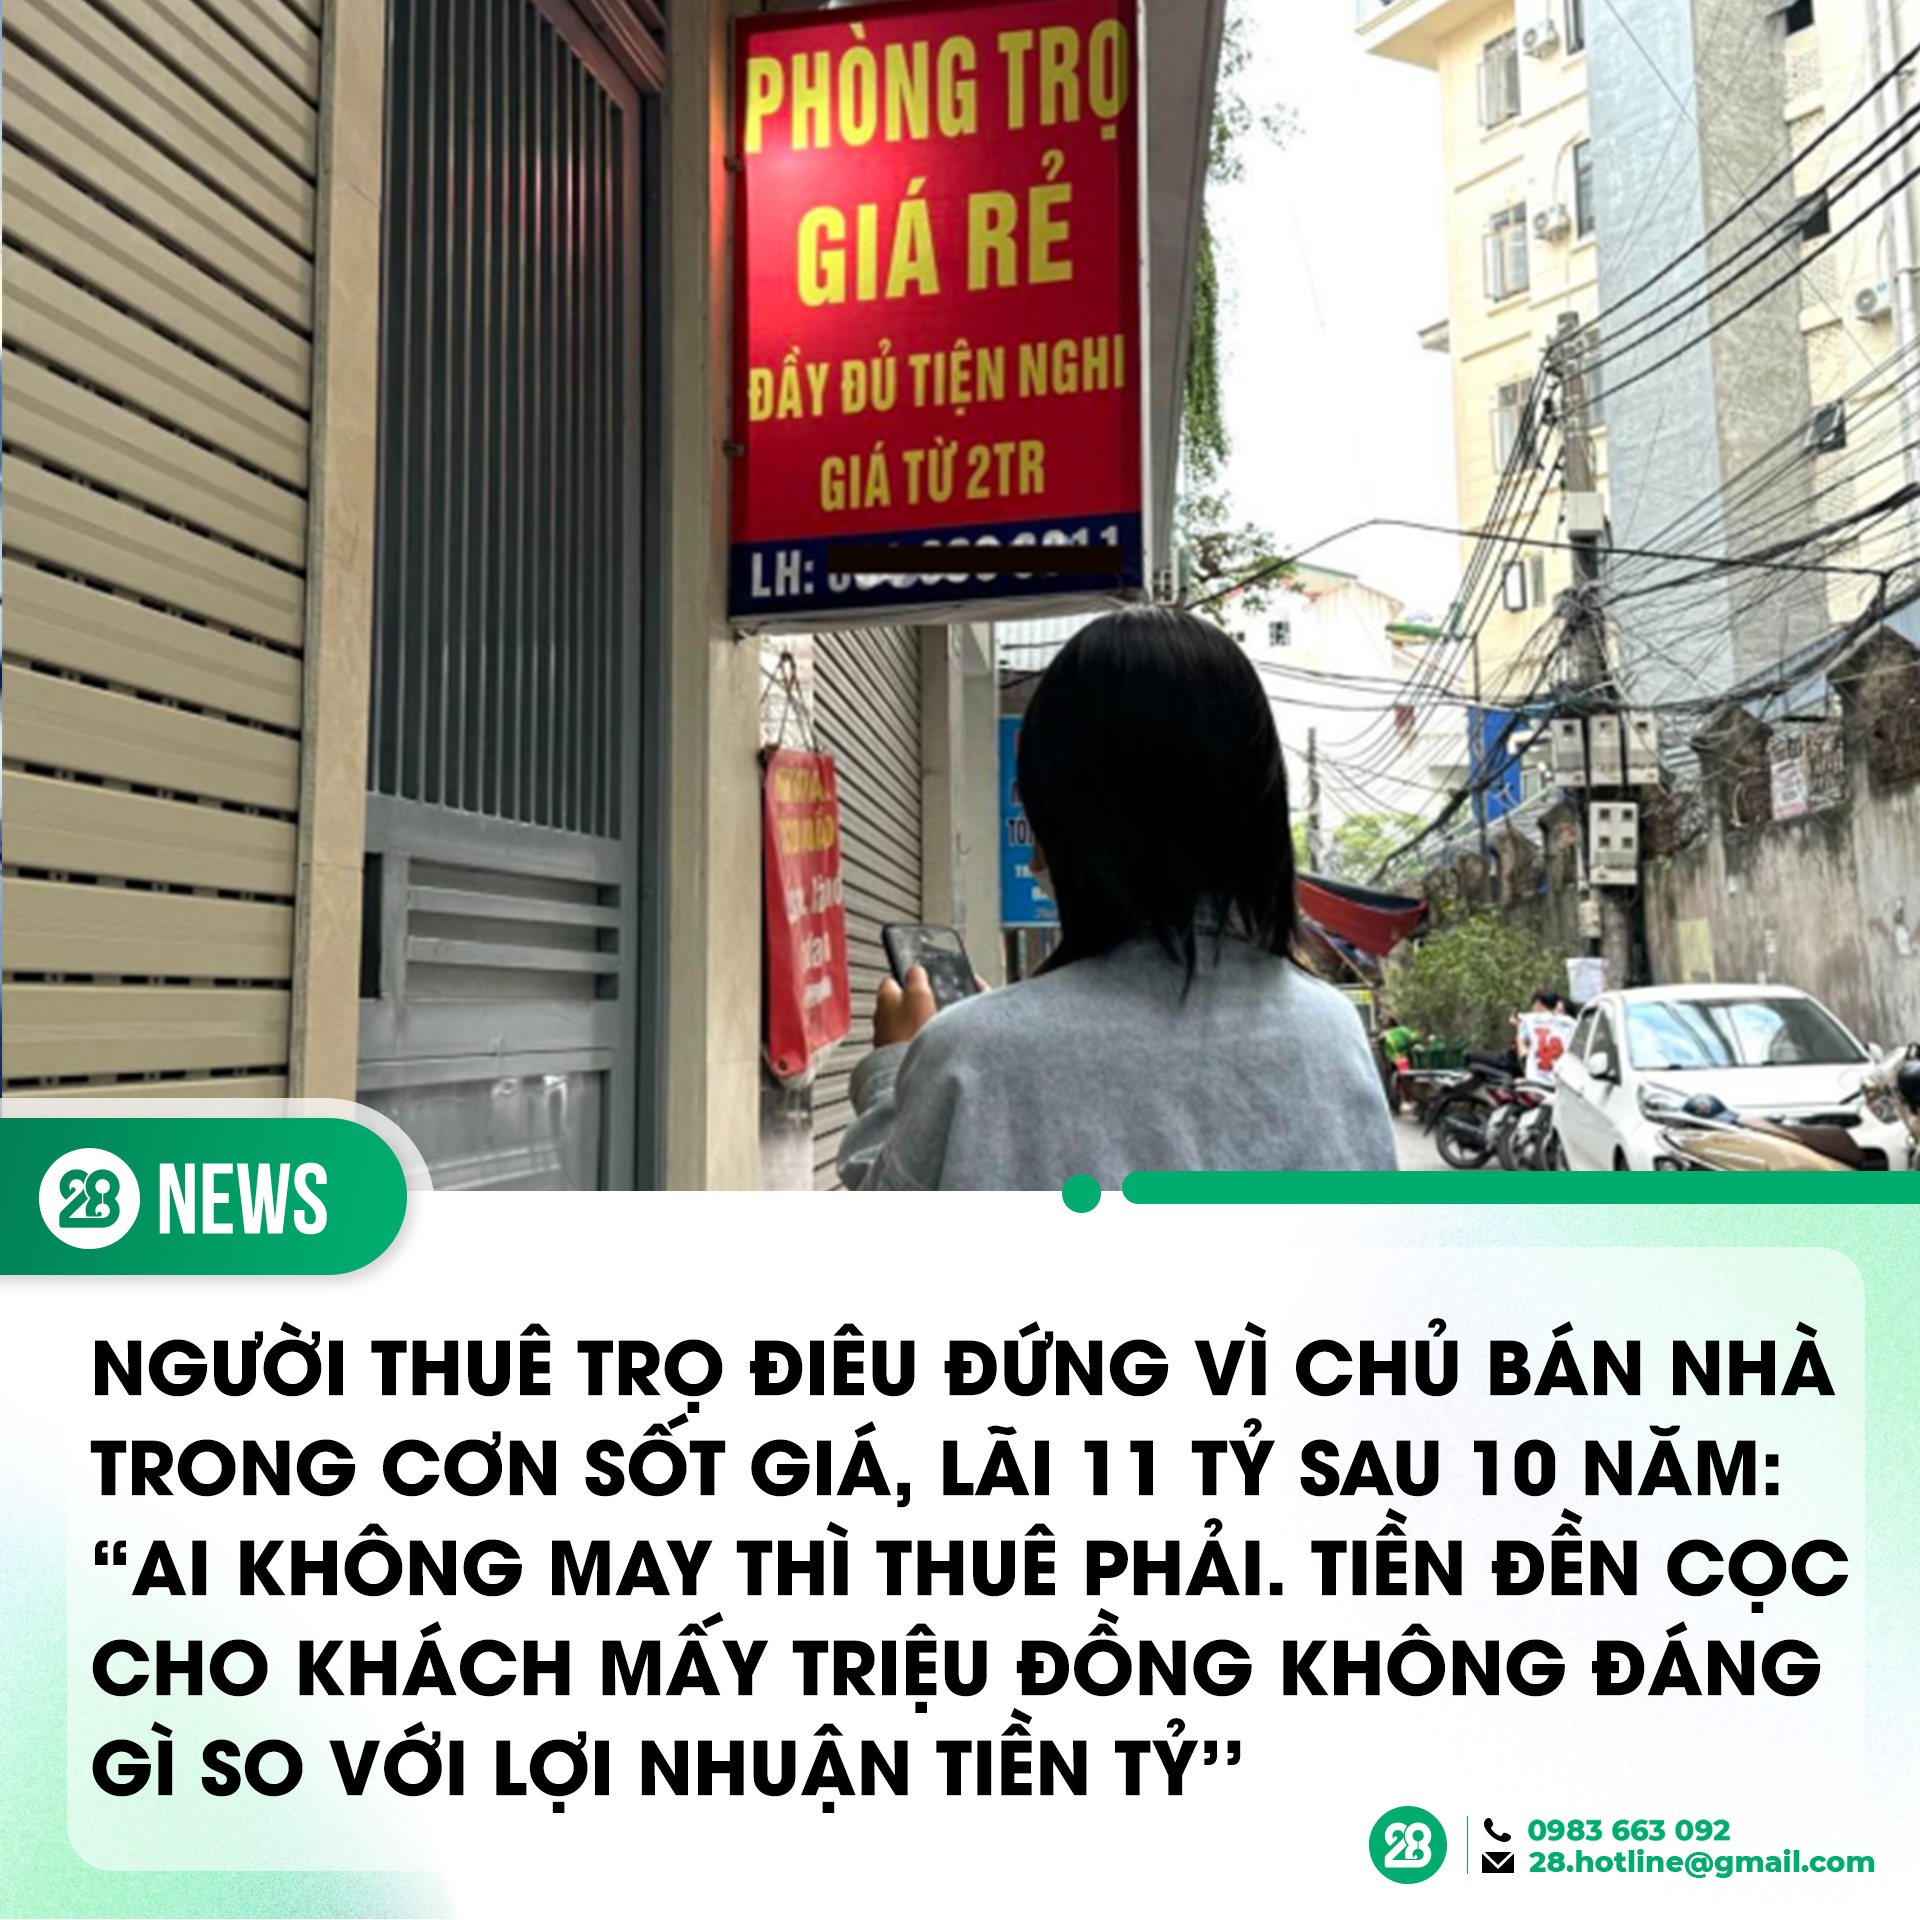 PHÒNG TRỌ
GIÁ RẺ
ĐẦY ĐỦ TIỆN NGHI
GIÁ TỪ 2TR
LH:
28 NEWS
NGƯỜI THUÊ TRỌ ĐIÊU ĐỨNG VÌ CHỦ BÁN NHÀ
TRONG CƠN SỐT GIÁ, LÃI 11 TỶ SAU 10 NĂM:
“AI KHÔNG MAY THÌ THUÊ PHẢI. TIỀN ĐỀN CỌC
CHO KHÁCH MẤY TRIỆU ĐỒNG KHÔNG ĐÁNG
GÌ SO VỚI LỢI NHUẬN TIỀN TỶ’’
28
0983 663 092
28.hotline@gmail.com